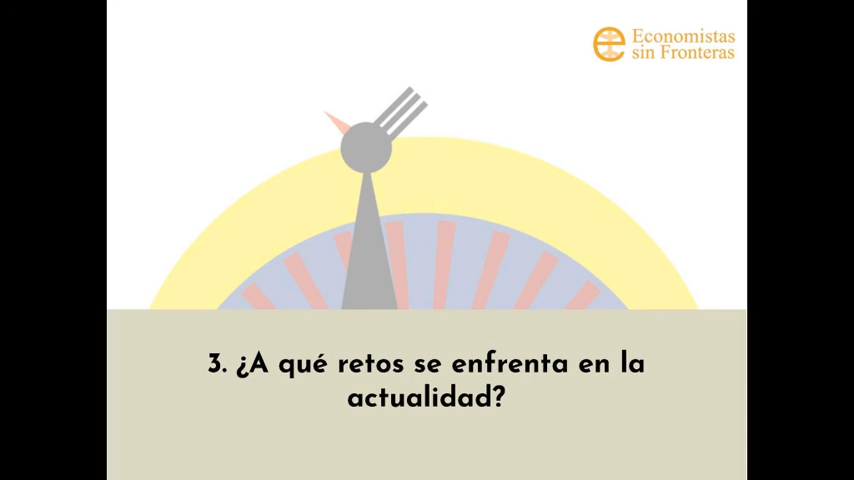 Economistas
sin Fronteras
3. ¿A qué retos se enfrenta en la
actualidad?